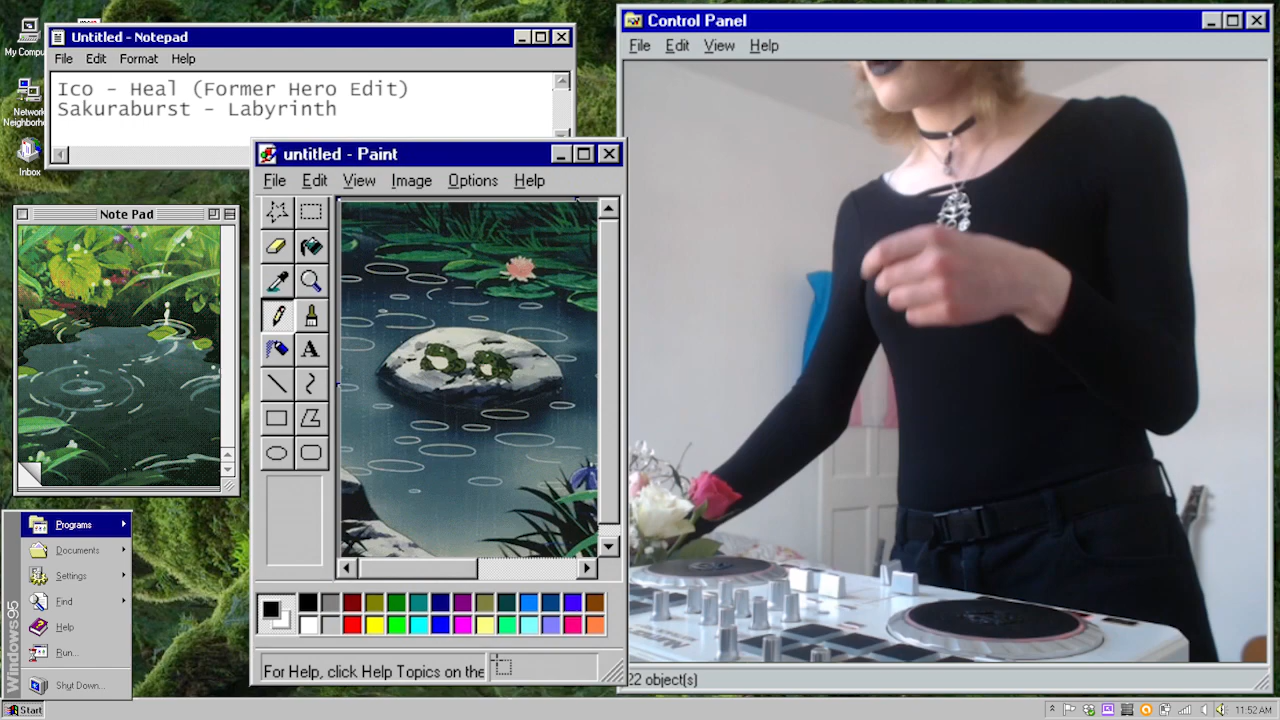 My Compu
Network
Neighborho
Inbox
Untitled - Notepad
File Edit Format Help
Ico - Heal (Former Hero Edit)
Sakuraburst - Labyrinth
Note Pad
untitled - Paint
File Edit View Image Options Help
A
For Help, click Help Topics on the
Control Panel
File Edit View Help
22 object(s)
Windows95
Programs
Documents
Settings
Find
Help
Run...
Shut Down...
Start
11:52 AM